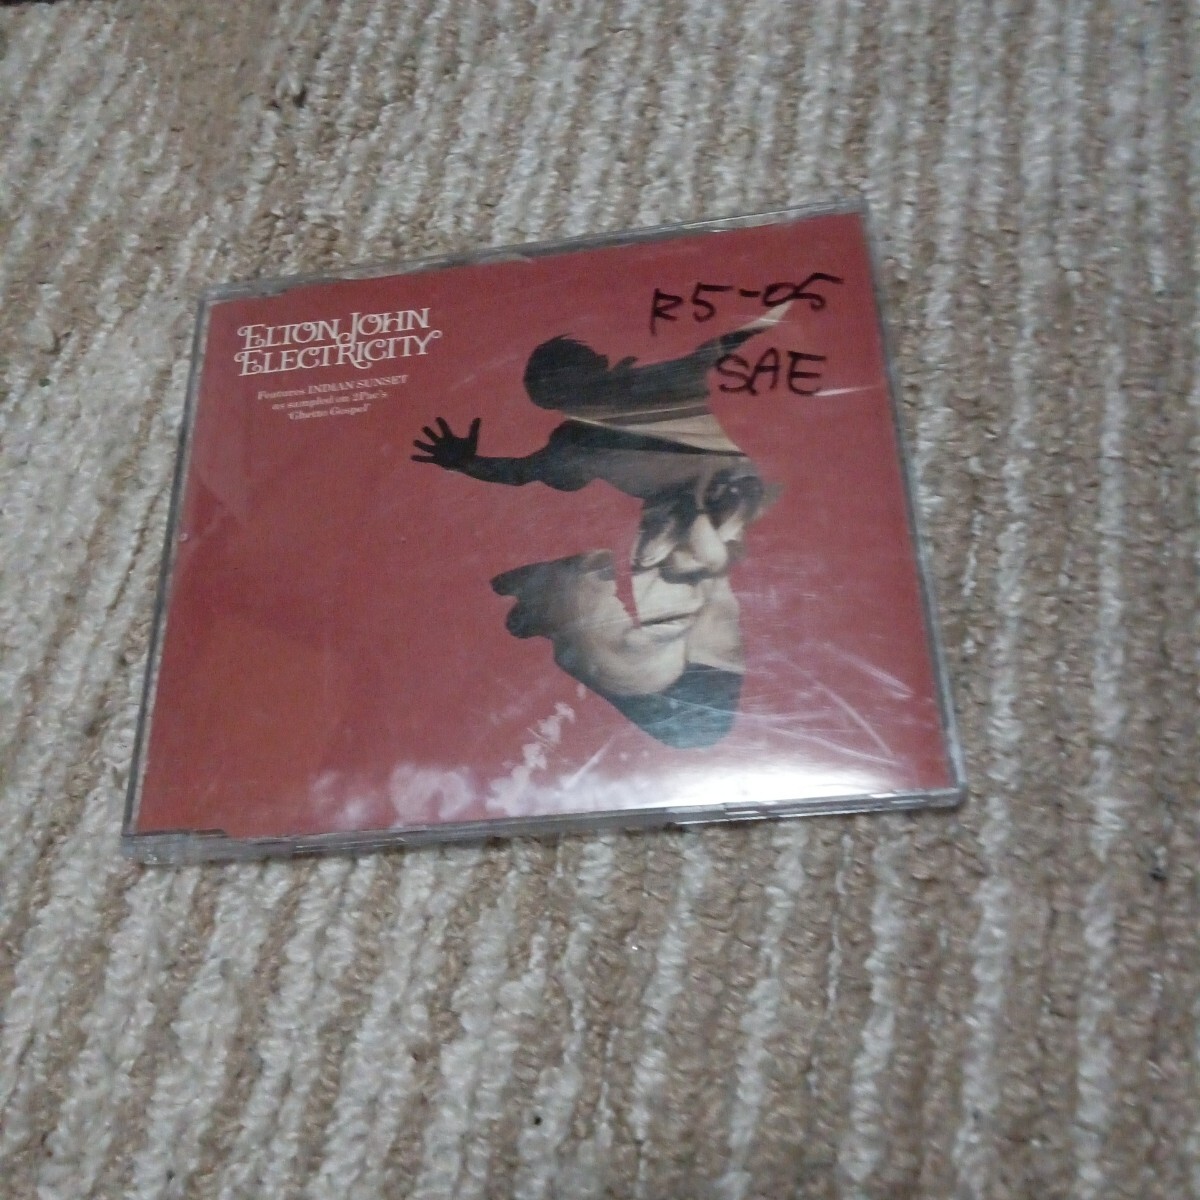 ELTON JOHN
ELECTRICITY
Features INDIAN SUNSET
as sampled on 2Pac's
'Ghetto Gospel'
R5-05
SAE